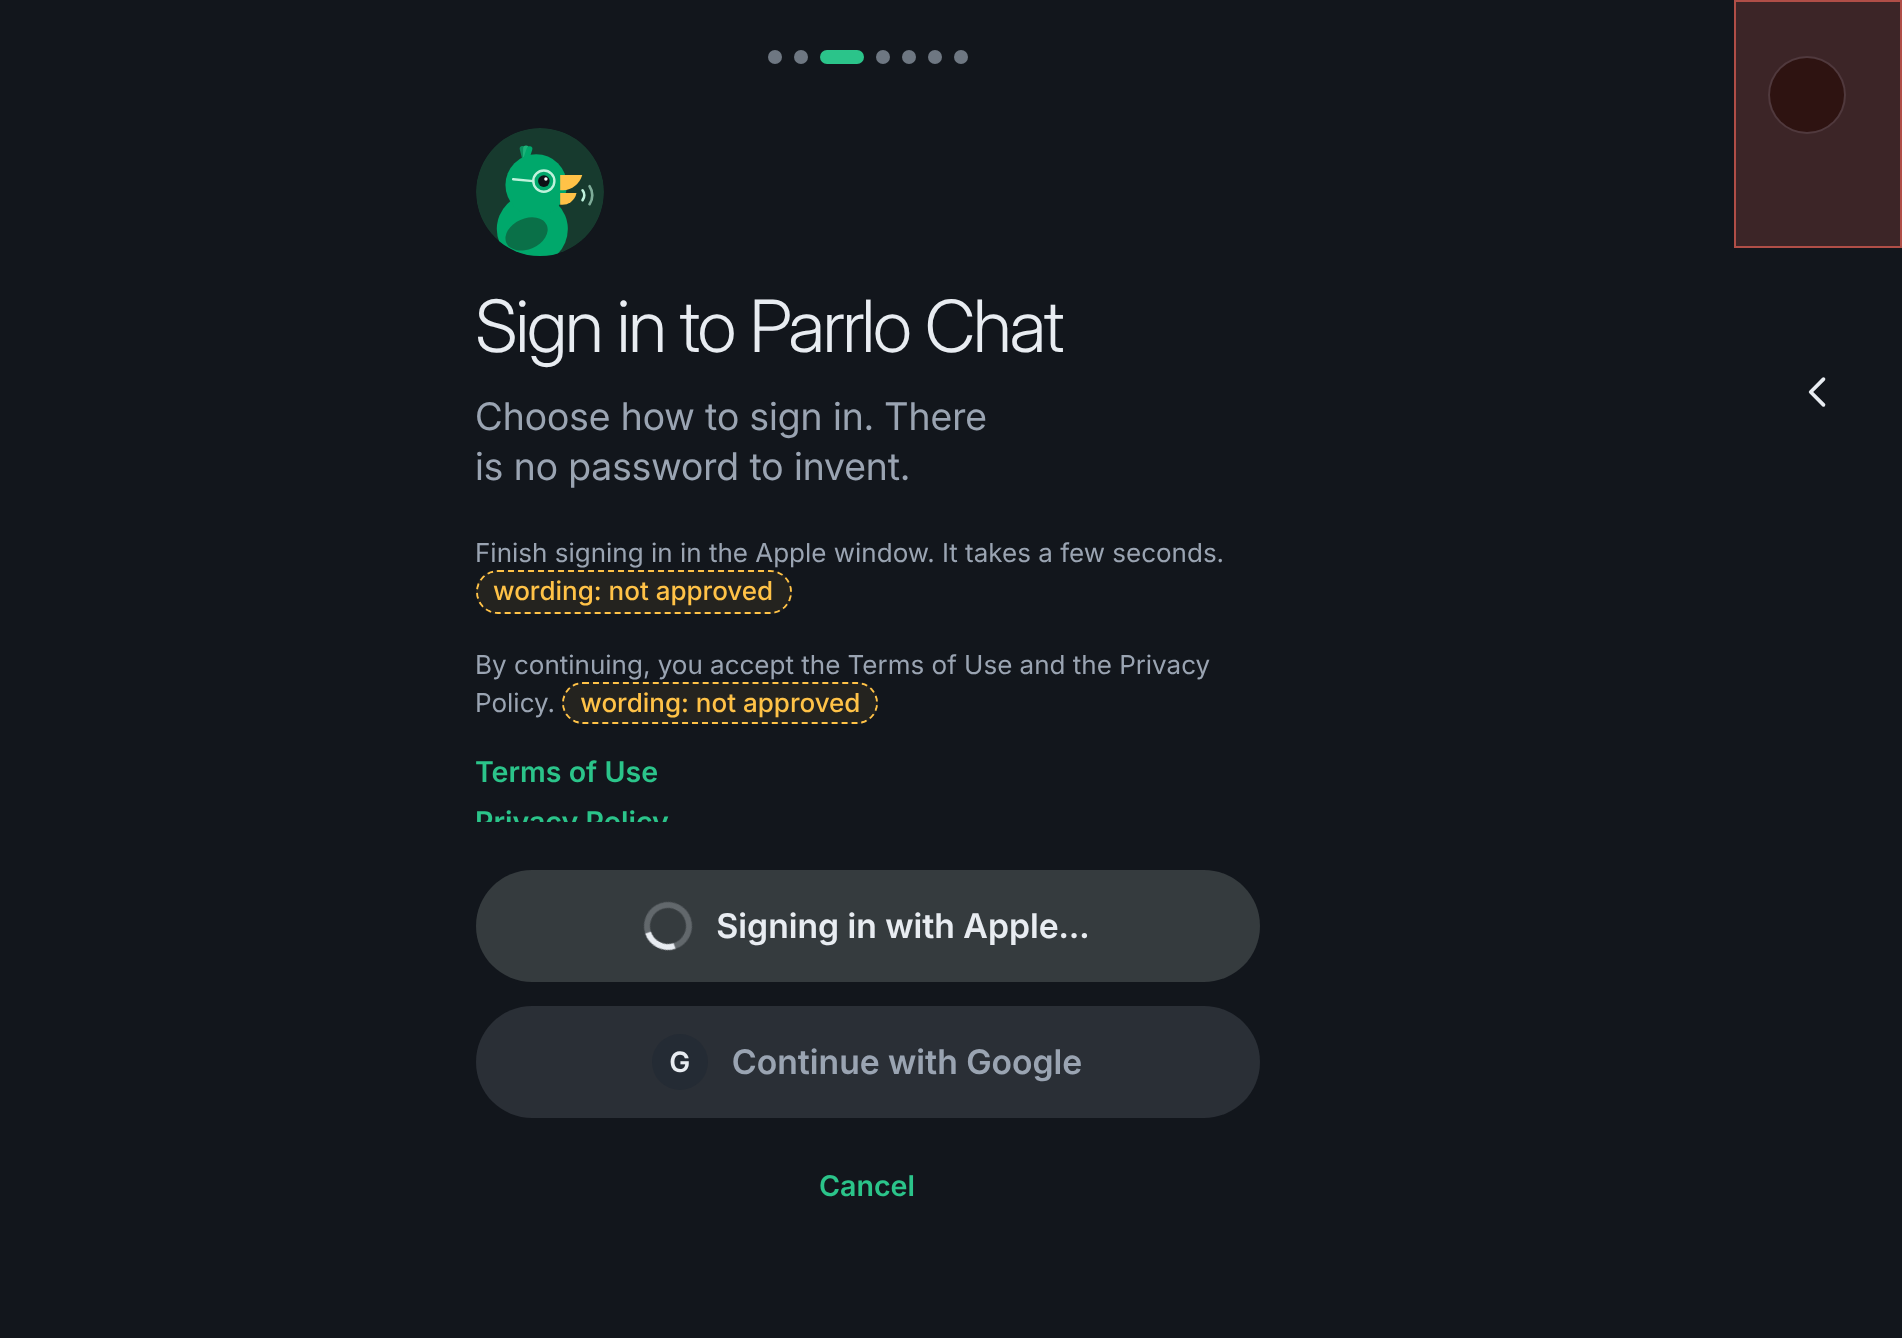 Sign in to Parrlo Chat
Choose how to sign in. There
is no password to invent.
Finish signing in in the Apple window. It takes a few seconds.
wording: not approved
By continuing, you accept the Terms of Use and the Privacy
Policy. wording: not approved
Terms of Use
Privacy Policy
Signing in with Apple...
G Continue with Google
Cancel